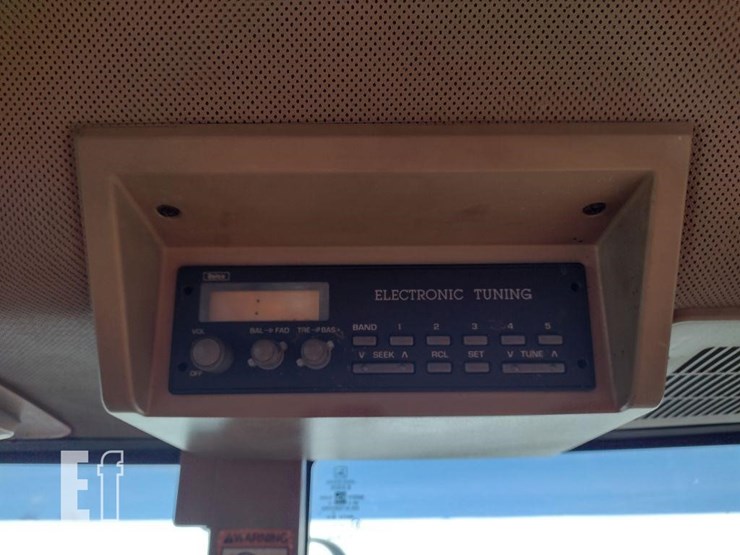 ELECTRONIC TUNING
VOL BAL FAD TRE BAS BAND 1 2 3 4 5
V SEEK Λ RCL SET V TUNE Λ
OFF
Ef
WARNING